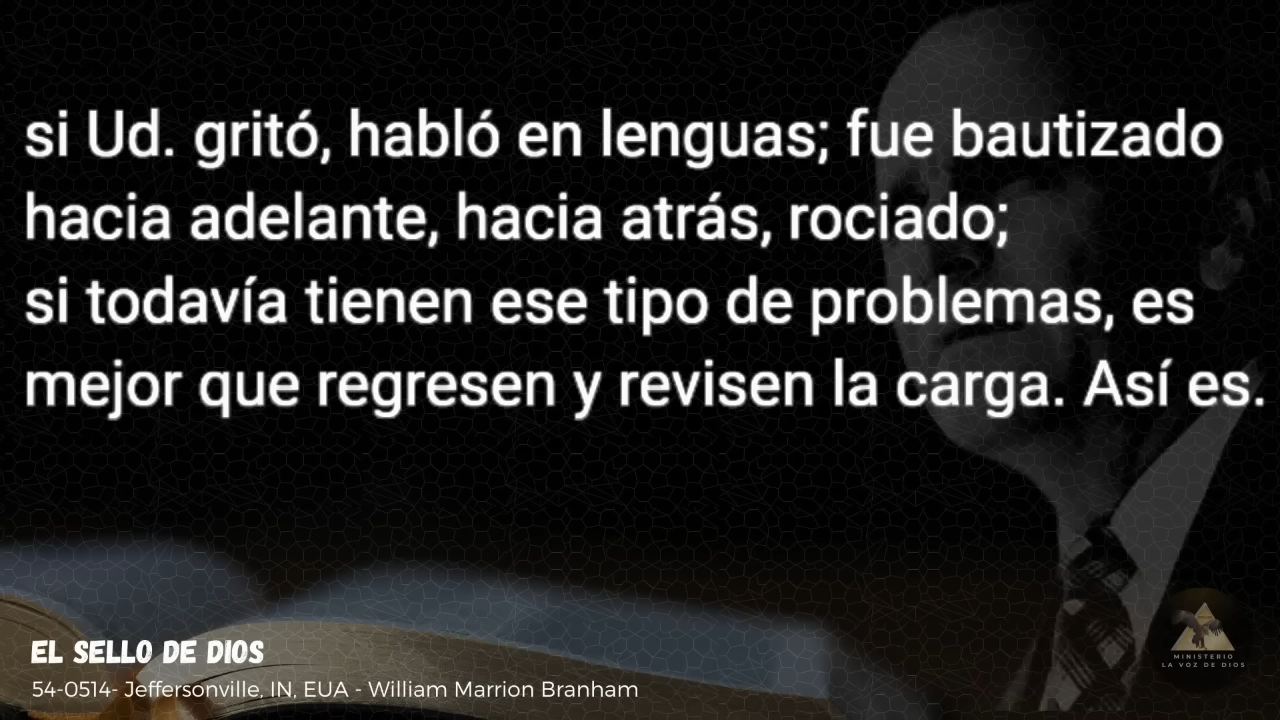 si Ud. gritó, habló en lenguas; fue bautizado
hacia adelante, hacia atrás, rociado;
si todavía tienen ese tipo de problemas, es
mejor que regresen y revisen la carga. Así es.
EL SELLO DE DIOS
54-0514- Jeffersonville, IN, EUA - William Marrion Branham
MINISTERIO
LA VOZ DE DIOS